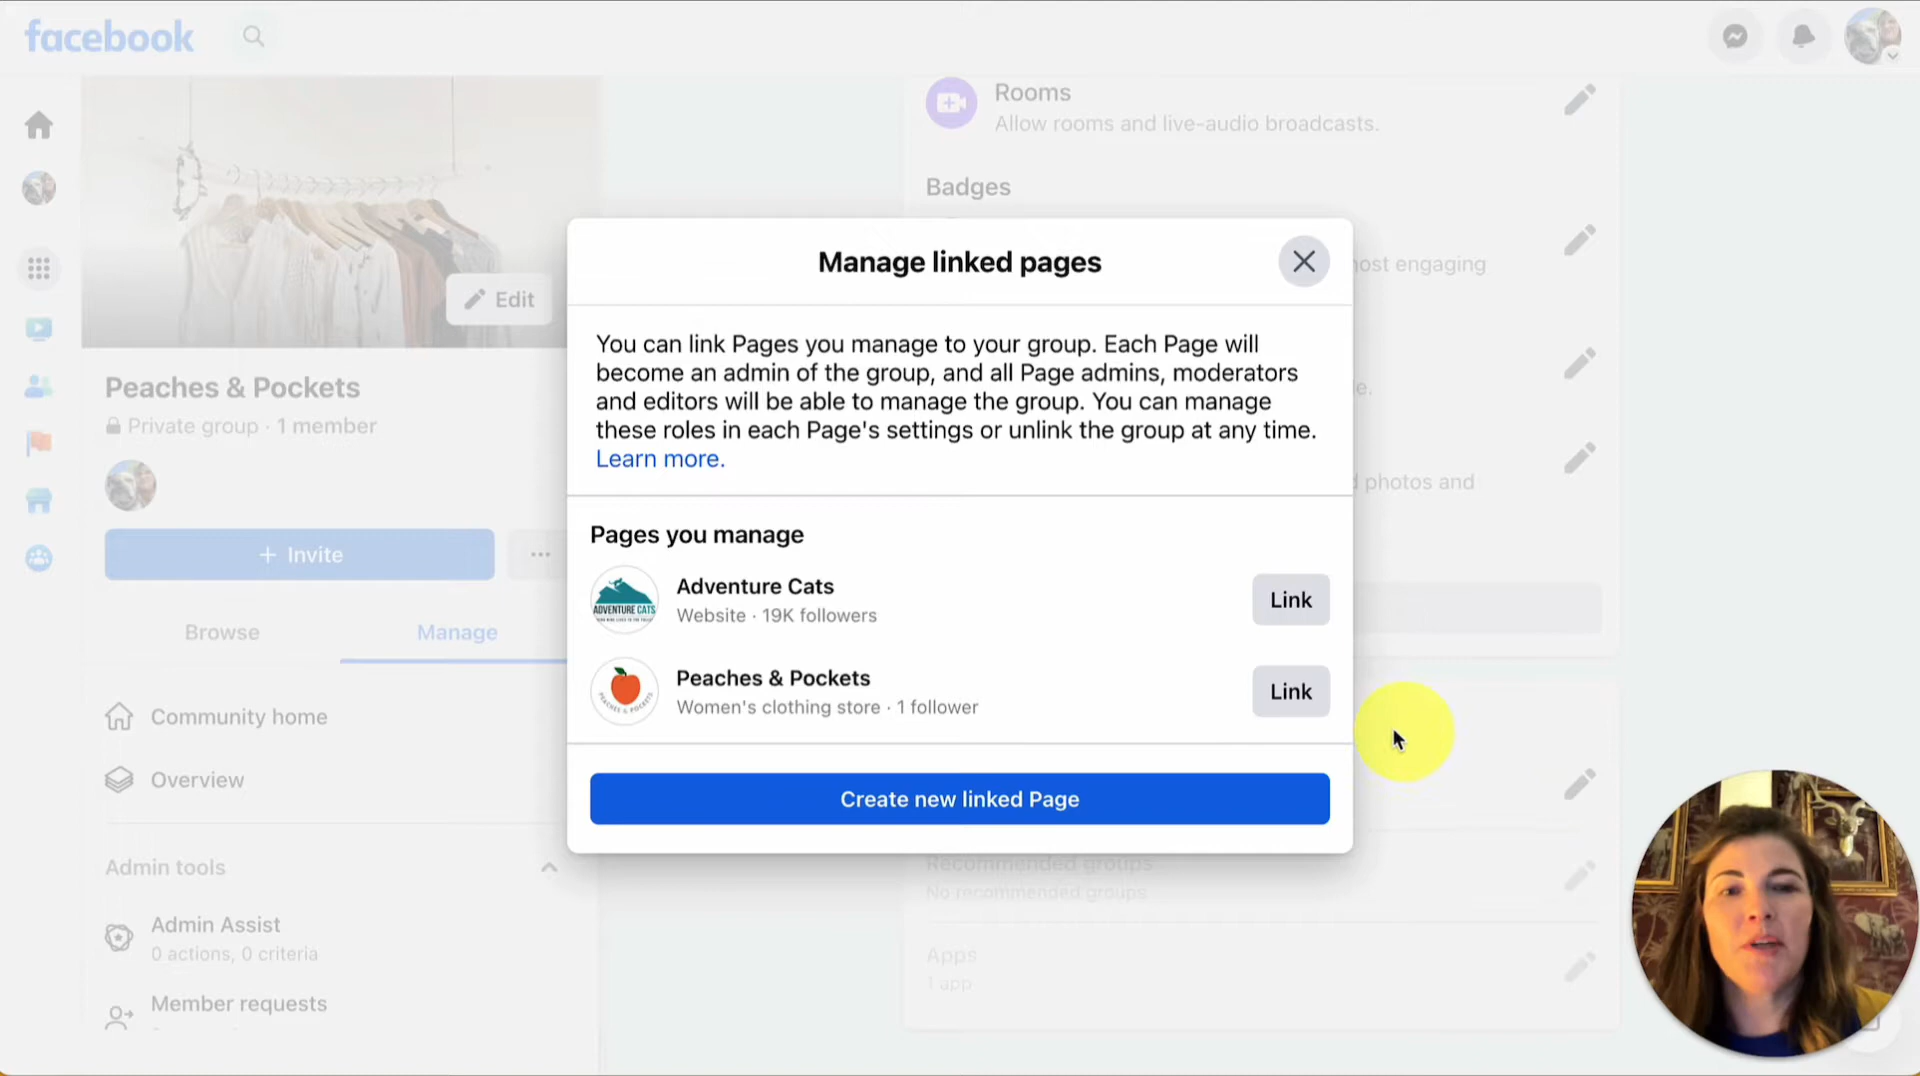 facebook
Rooms
Allow rooms and live-audio broadcasts.
Badges
most engaging
e.
d photos and
Edit
Peaches & Pockets
Private group · 1 member
+ Invite
...
Browse
Manage
Community home
Overview
Admin tools
Admin Assist
0 actions, 0 criteria
Member requests
Manage linked pages
You can link Pages you manage to your group. Each Page will
become an admin of the group, and all Page admins, moderators
and editors will be able to manage the group. You can manage
these roles in each Page's settings or unlink the group at any time.
Learn more.
Pages you manage
ADVENTURE CATS
Adventure Cats
Website · 19K followers
Link
PEACHES & POCKETS
Peaches & Pockets
Women's clothing store · 1 follower
Link
Create new linked Page
Recommended groups
No recommended groups
Apps
1 app